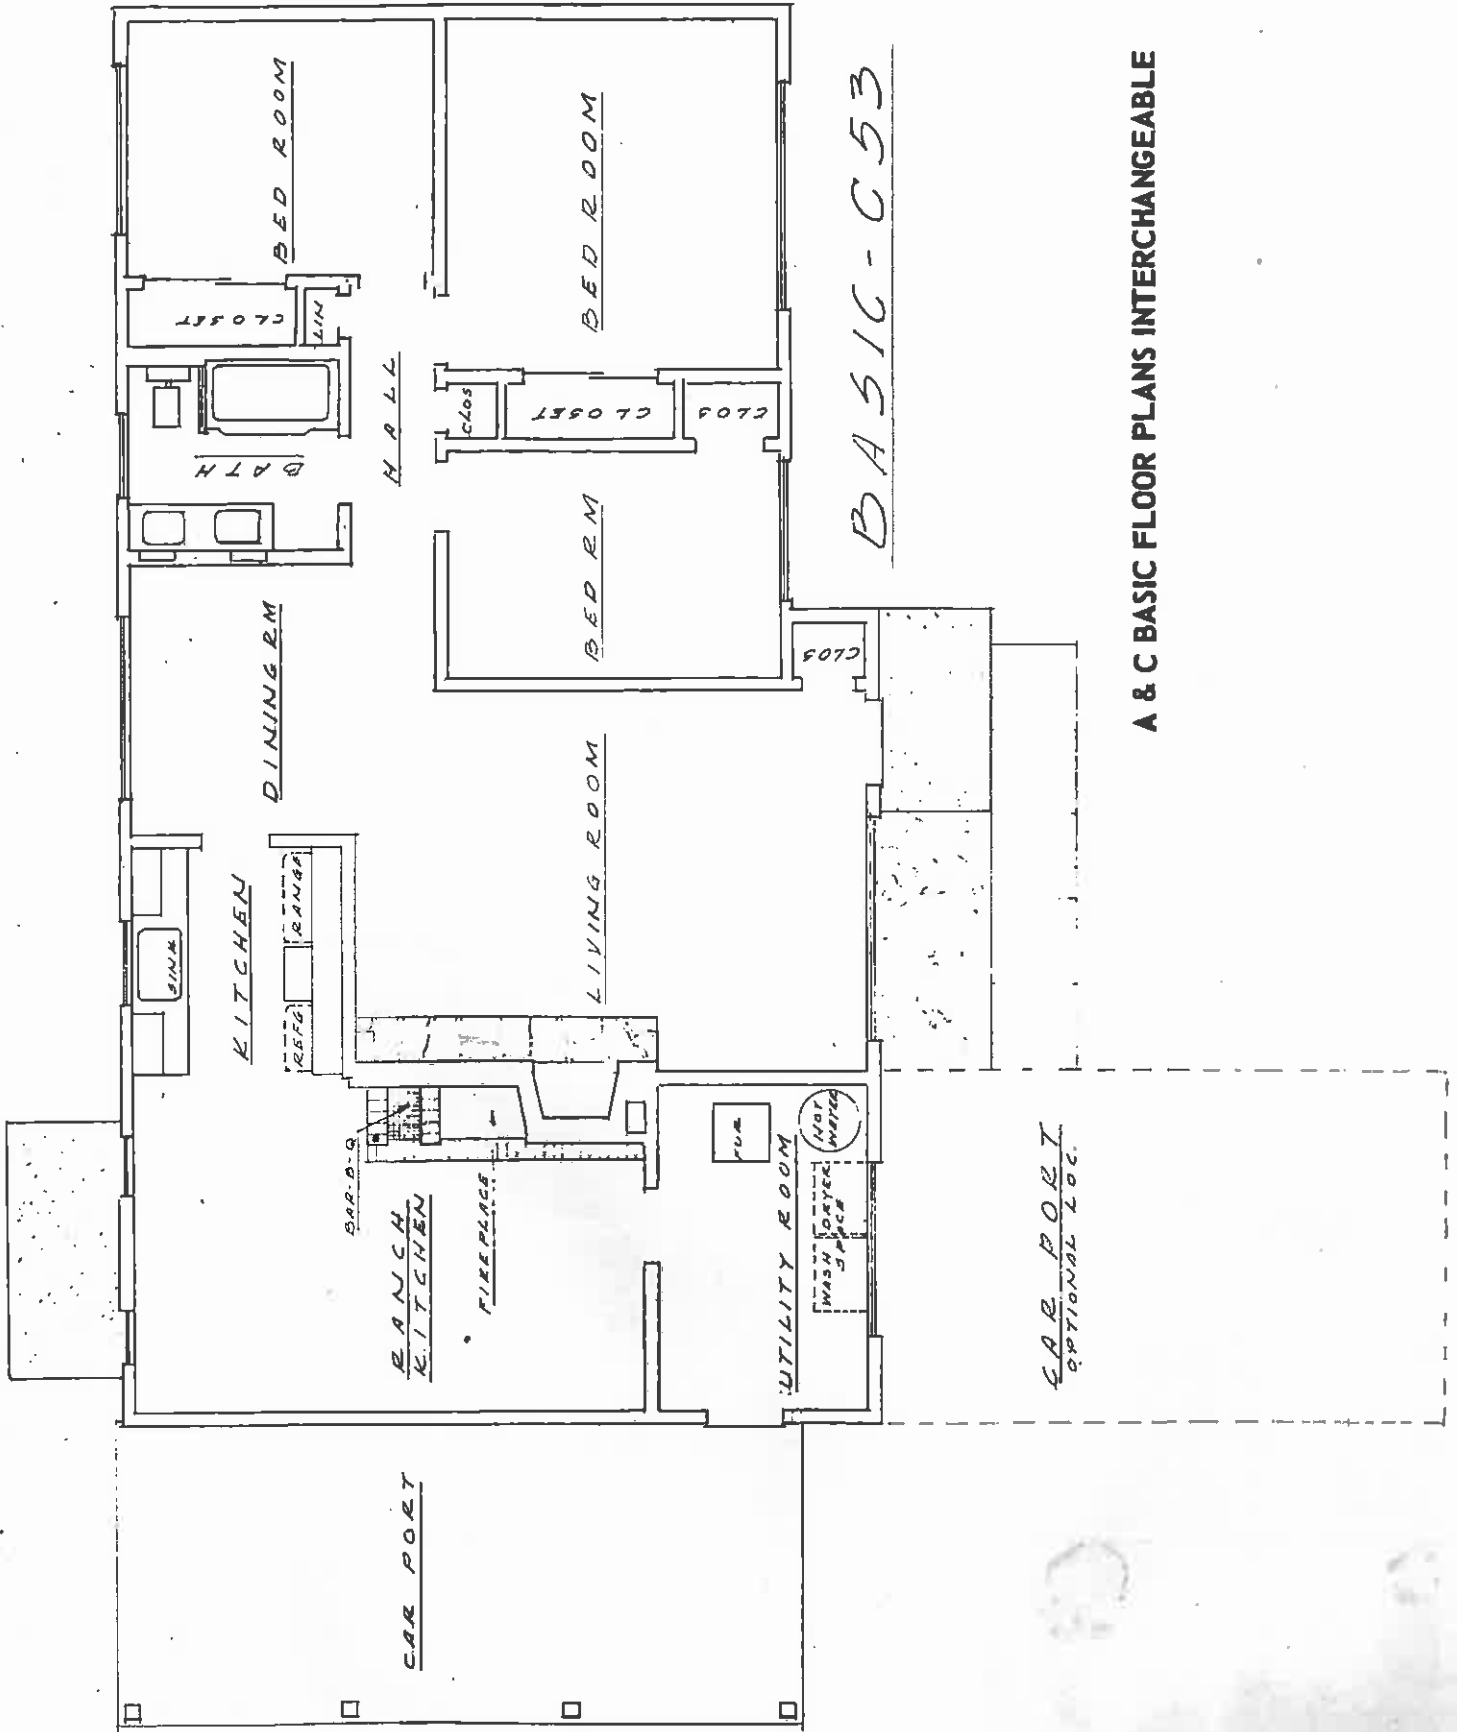 CAR PORT
RANCH
KITCHEN
BAR-B-Q
FIREPLACE
KITCHEN
SINK
REFG
RANGE
DINING RM
BATH
CLOSET
LIN
BED ROOM
HALL
CLOS
CLOSET
CLOS
BED ROOM
BED RM
LIVING ROOM
CLOS
UTILITY ROOM
FUR
HOT
WATER
WASH DRYER
SPACE
CAR PORT
OPTIONAL LOC.
BASIC - C53
A & C BASIC FLOOR PLANS INTERCHANGEABLE